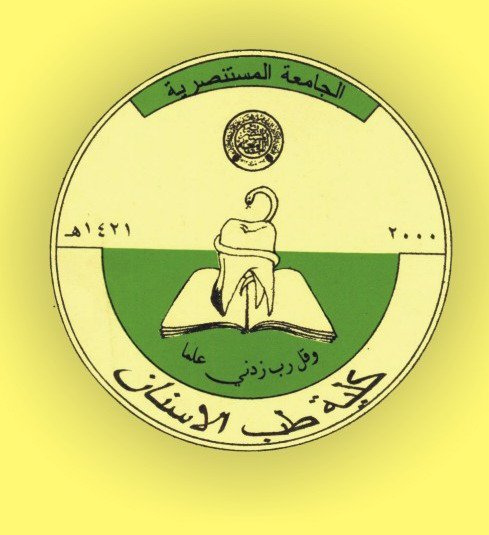 الجامعة المستنصرية
٢٠٠٠
١٤٢١هـ
وقل رب زدني علما
كلية طب الاسنان